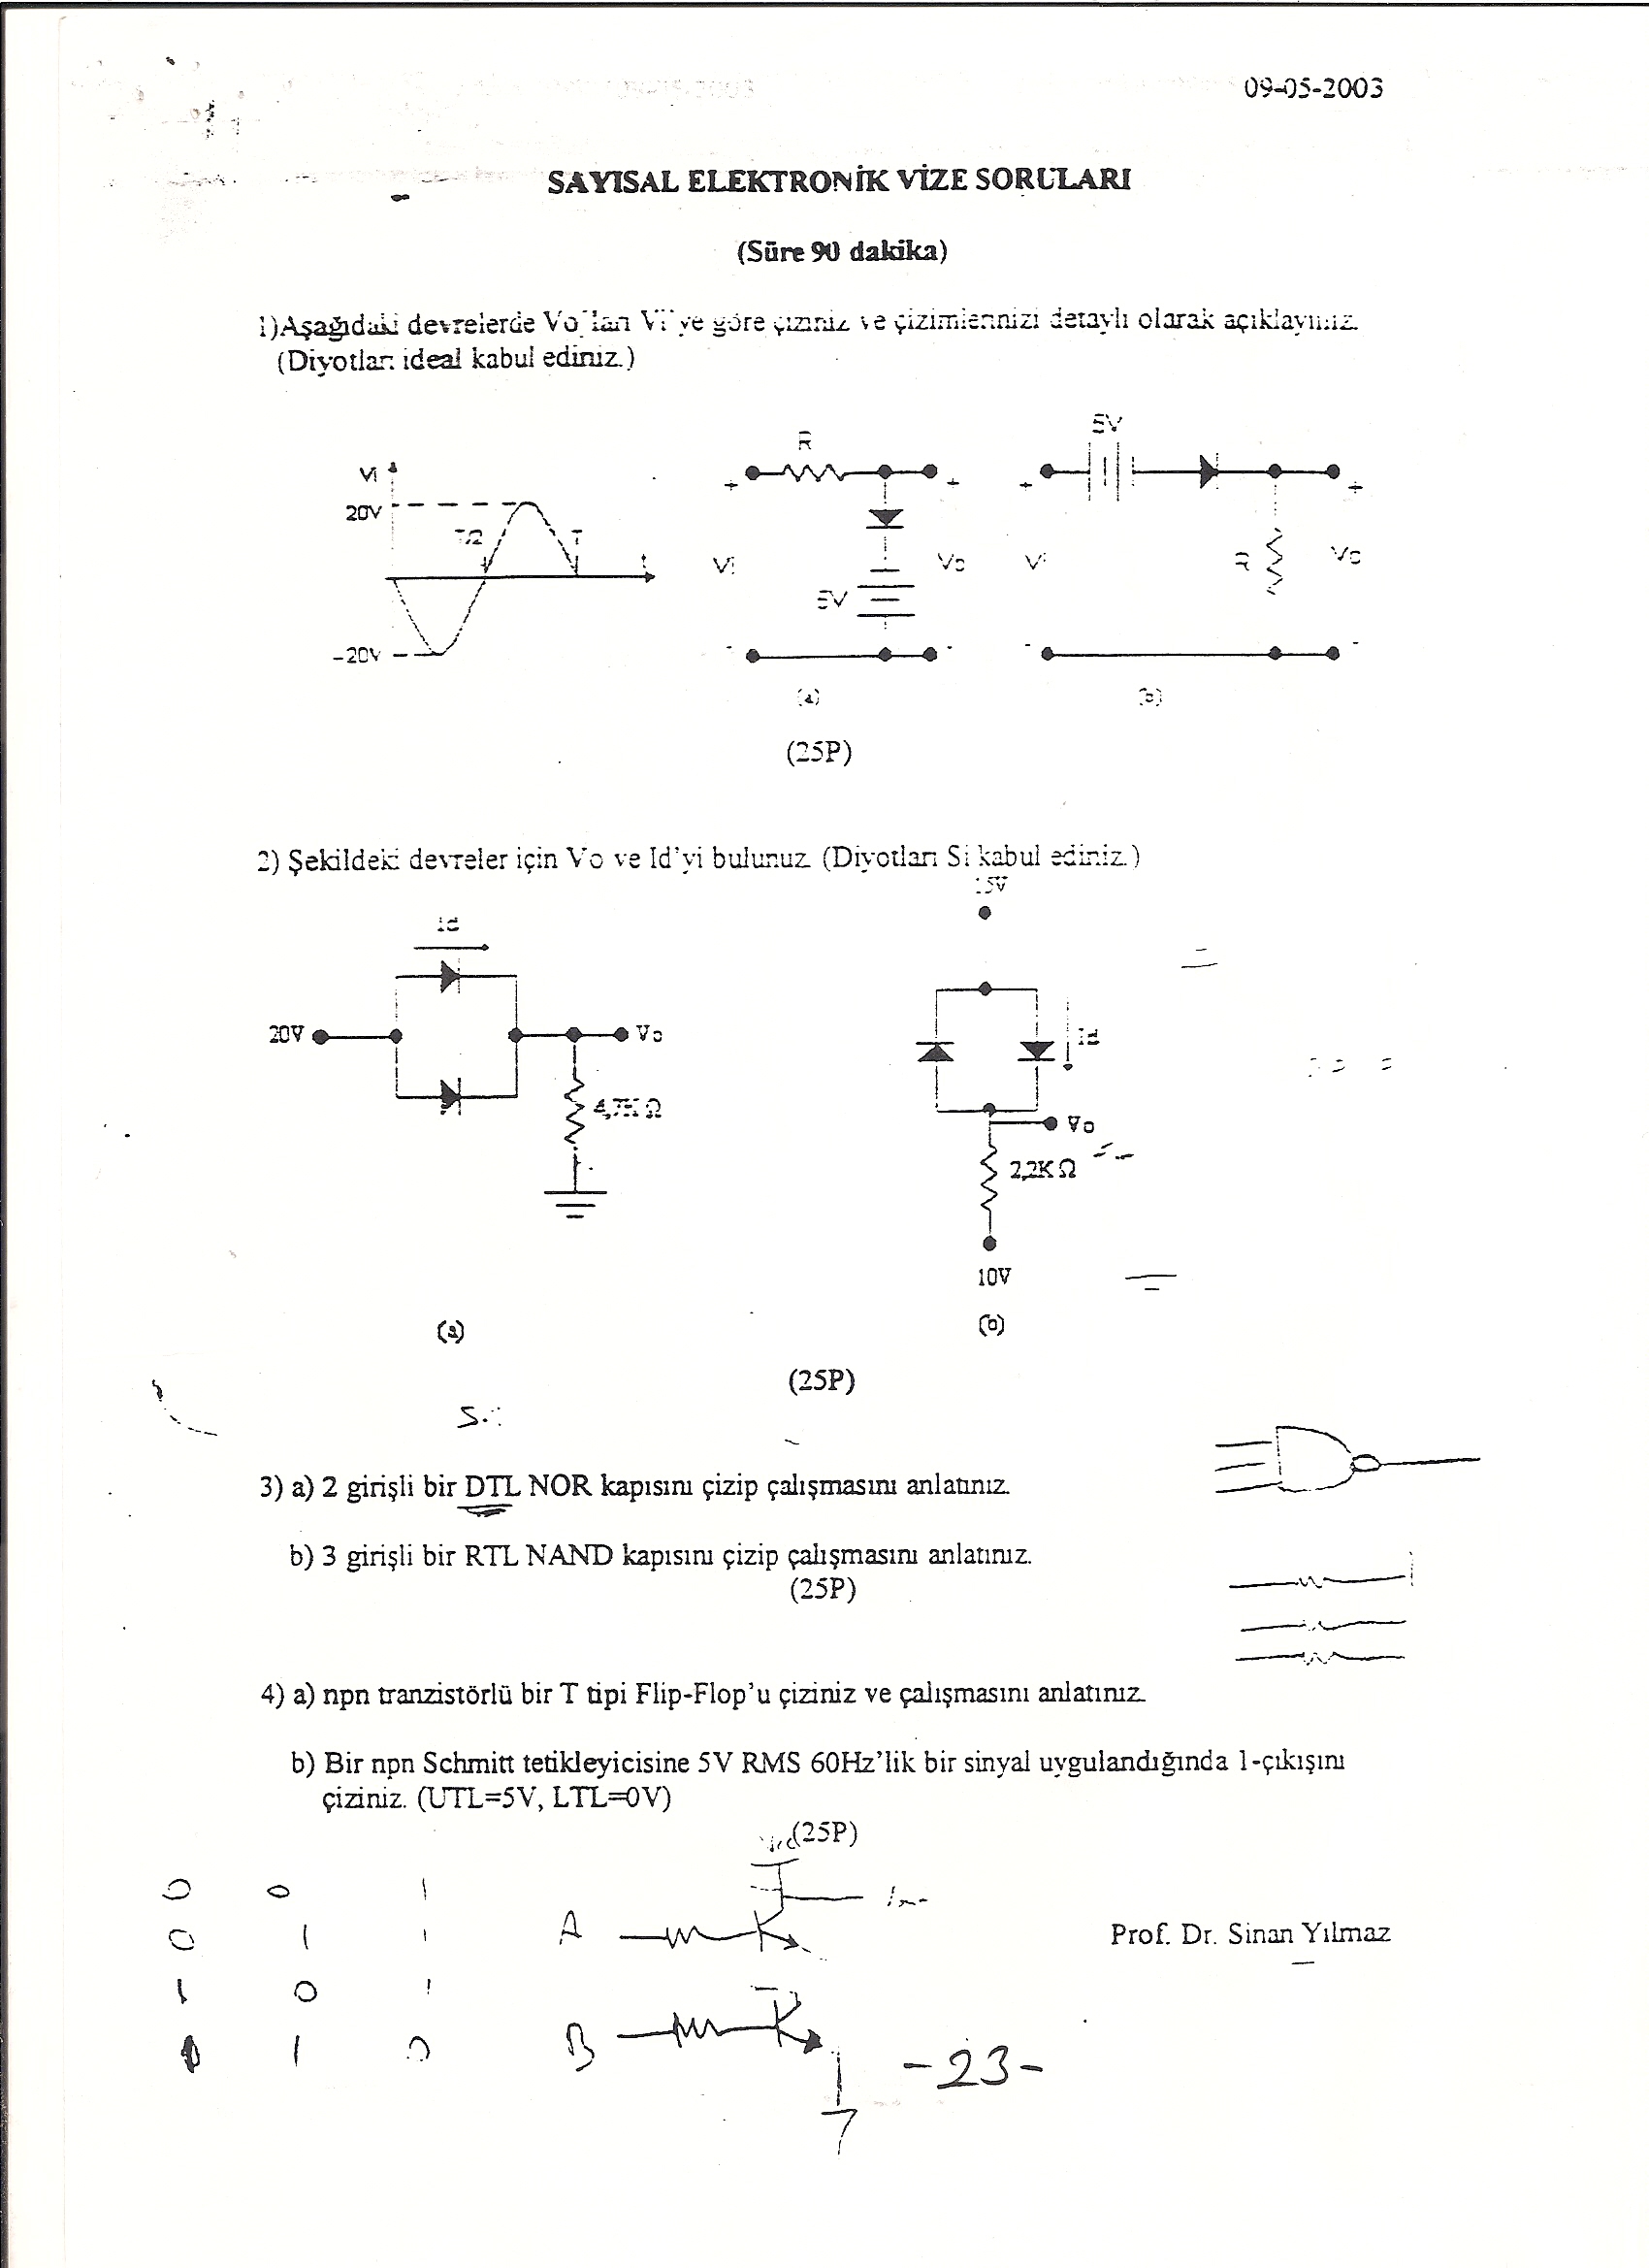 09-05-2003
SAYISAL ELEKTRONİK VİZE SORULARI
(Süre 90 dakika)
1)Aşağıdaki devrelerde Vo'ları Vi'ye göre çiziniz ve çizimlerinizi detaylı olarak açıklayınız.
(Diyotları ideal kabul ediniz.)
Vi
20V
T/2
T
t
-20V
R
+
+
Vi
Vo
5V
-
-
(a)
5V
+
+
Vi
R
Vo
-
-
(b)
(25P)
2) Şekildeki devreler için Vo ve Id'yi bulunuz. (Diyotları Si kabul ediniz.)
15V
Id
20V
Vo
4,7K Ω
(a)
Id
Vo
2,2K Ω
10V
(b)
(25P)
3) a) 2 girişli bir DTL NOR kapısını çizip çalışmasını anlatınız.
b) 3 girişli bir RTL NAND kapısını çizip çalışmasını anlatınız.
(25P)
4) a) npn tranzistörlü bir T tipi Flip-Flop'u çiziniz ve çalışmasını anlatınız.
b) Bir npn Schmitt tetikleyicisine 5V RMS 60Hz'lik bir sinyal uygulandığında 1-çıkışını
çiziniz. (UTL=5V, LTL=0V)
(25P)
0 0 1
0 1 1
1 0 1
1 0
A
B
Prof. Dr. Sinan Yılmaz
-23-